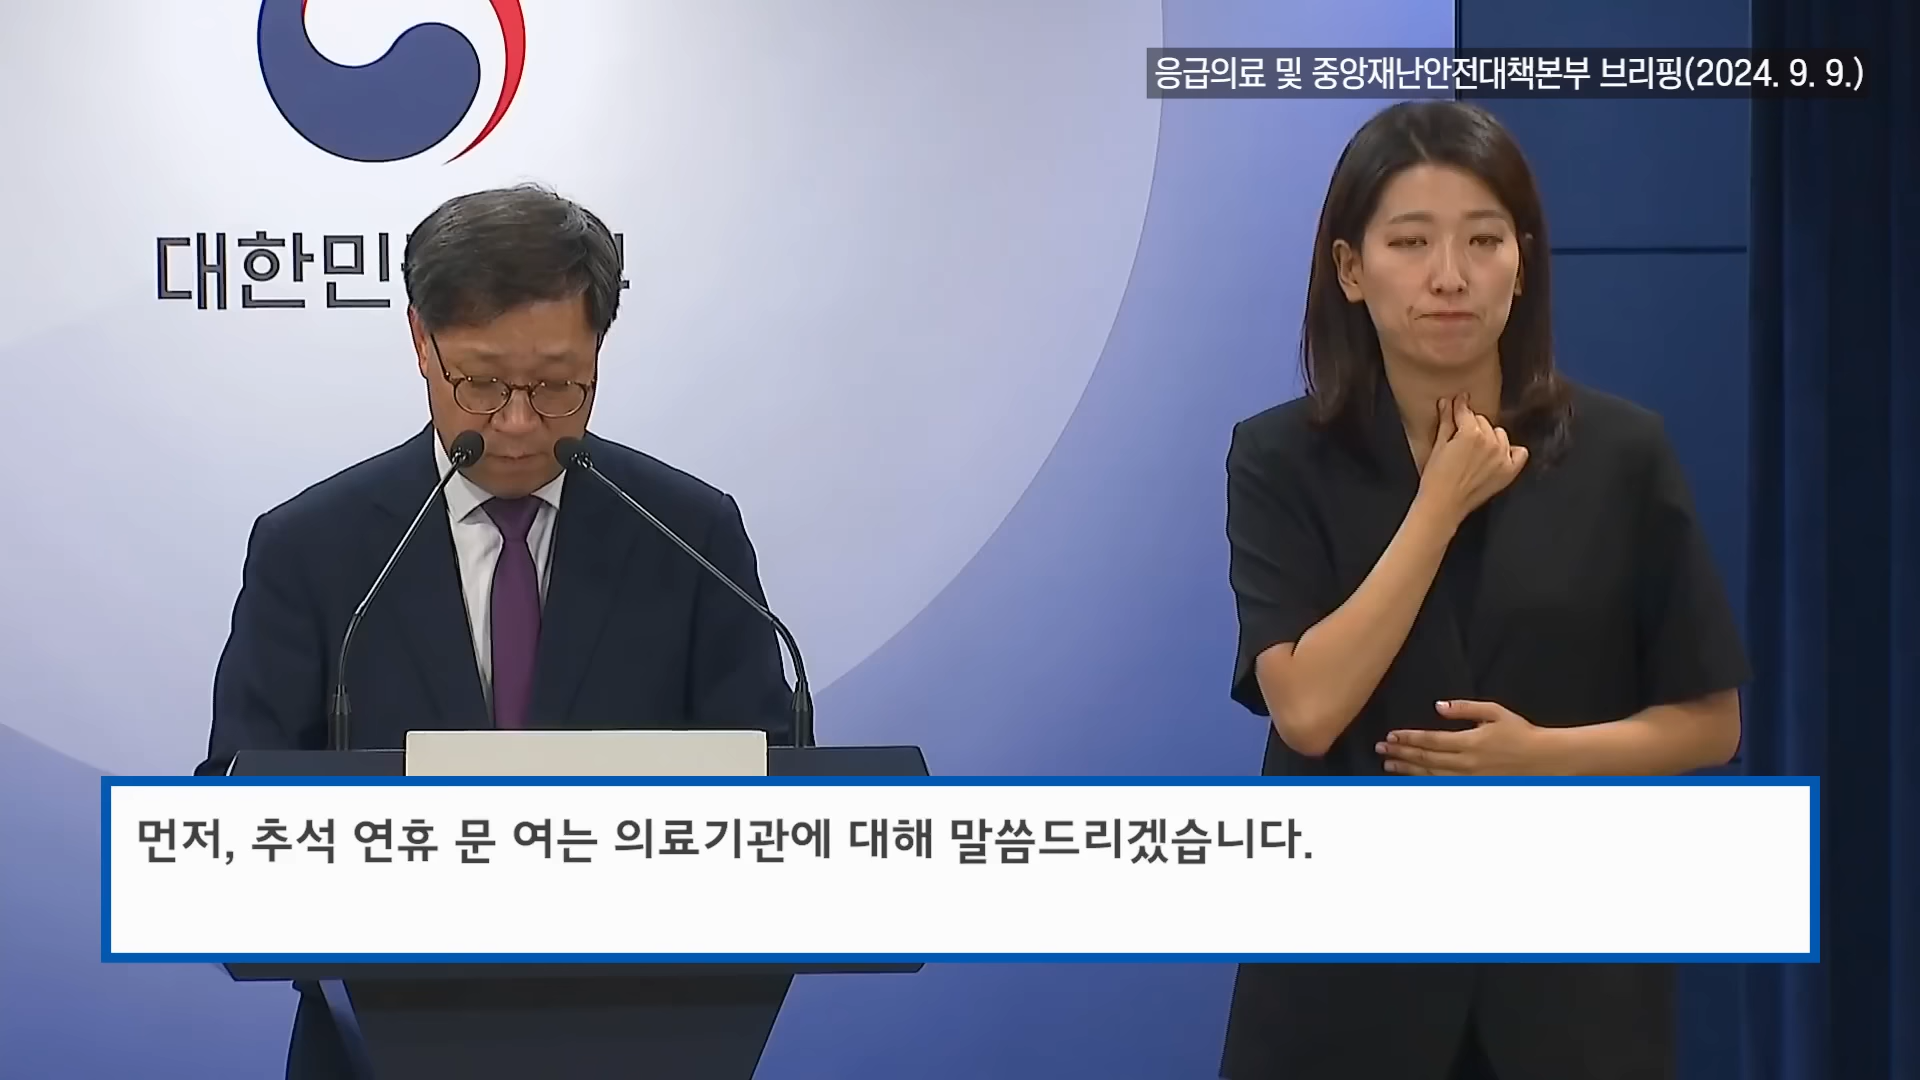 응급의료 및 중앙재난안전대책본부 브리핑(2024. 9. 9.)
대한민
먼저, 추석 연휴 문 여는 의료기관에 대해 말씀드리겠습니다.